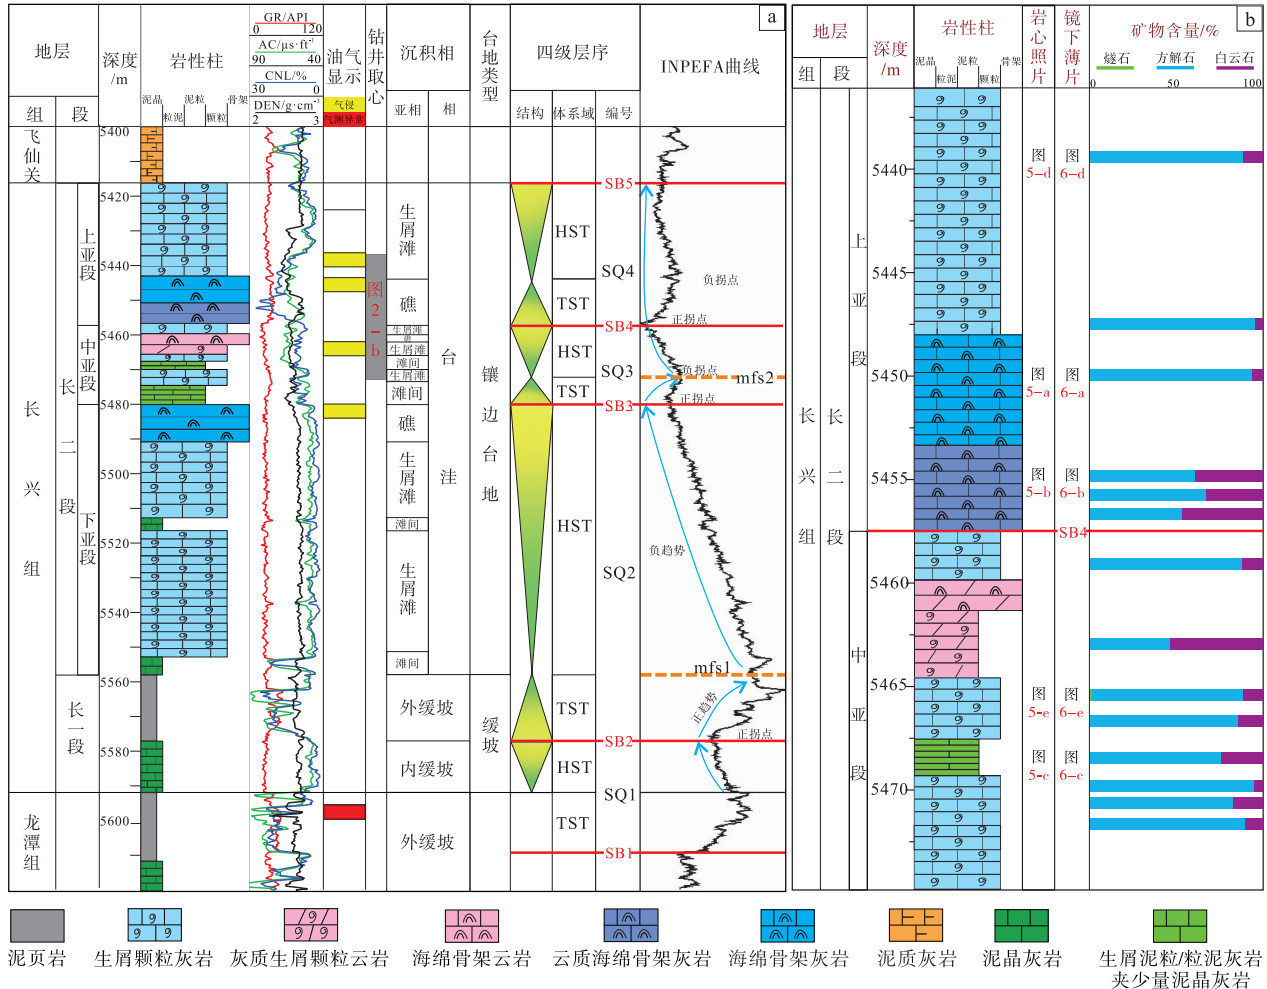 a
地层
组
段
深度
/m
岩性柱
泥晶
粒泥
泥粒
颗粒
骨架
GR/API
0 120
AC/μs·ft⁻¹
90 40
CNL/%
30 0
DEN/g·cm⁻³
2 3
油气
显示
气侵
气测异常
钻井取心
沉积相
亚相
相
台地类型
四级层序
结构
体系域
编号
INPEFA曲线
飞仙关
长兴组
龙潭组
长二段
长一段
上亚段
中亚段
下亚段
5400
5420
5440
5460
5480
5500
5520
5540
5560
5580
5600
图2-b
生屑滩
礁
生屑滩
生屑滩
滩间
生屑滩
滩间
礁
生屑滩
滩间
生屑滩
滩间
外缓坡
内缓坡
外缓坡
台洼
镶边台地
缓坡
HST
TST
HST
TST
HST
TST
HST
TST
SB5
SQ4
SB4
SQ3
SB3
SQ2
SB2
SQ1
SB1
负拐点
正拐点
负拐点
mfs2
正拐点
负趋势
mfs1
正趋势
正拐点
b
地层
组 段
深度
/m
岩性柱
泥晶
粒泥
泥粒
颗粒
骨架
岩心照片
镜下薄片
矿物含量/%
燧石 方解石 白云石
0 50 100
长兴组
长二段
上亚段
中亚段
5440
5445
5450
5455
5460
5465
5470
图 图
5-d 6-d
图 图
5-a 6-a
图 图
5-b 6-b
SB4
图 图
5-e 6-e
图 图
5-c 6-c
泥页岩
生屑颗粒灰岩
灰质生屑颗粒云岩
海绵骨架云岩
云质海绵骨架灰岩
海绵骨架灰岩
泥质灰岩
泥晶灰岩
生屑泥粒/粒泥灰岩
夹少量泥晶灰岩